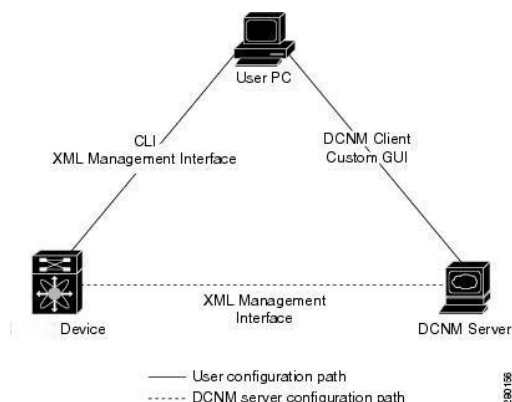 User PC
CLI
XML Management Interface
DCNM Client
Custom GUI
XML Management
Interface
Device
DCNM Server
User configuration path
DCNM server configuration path